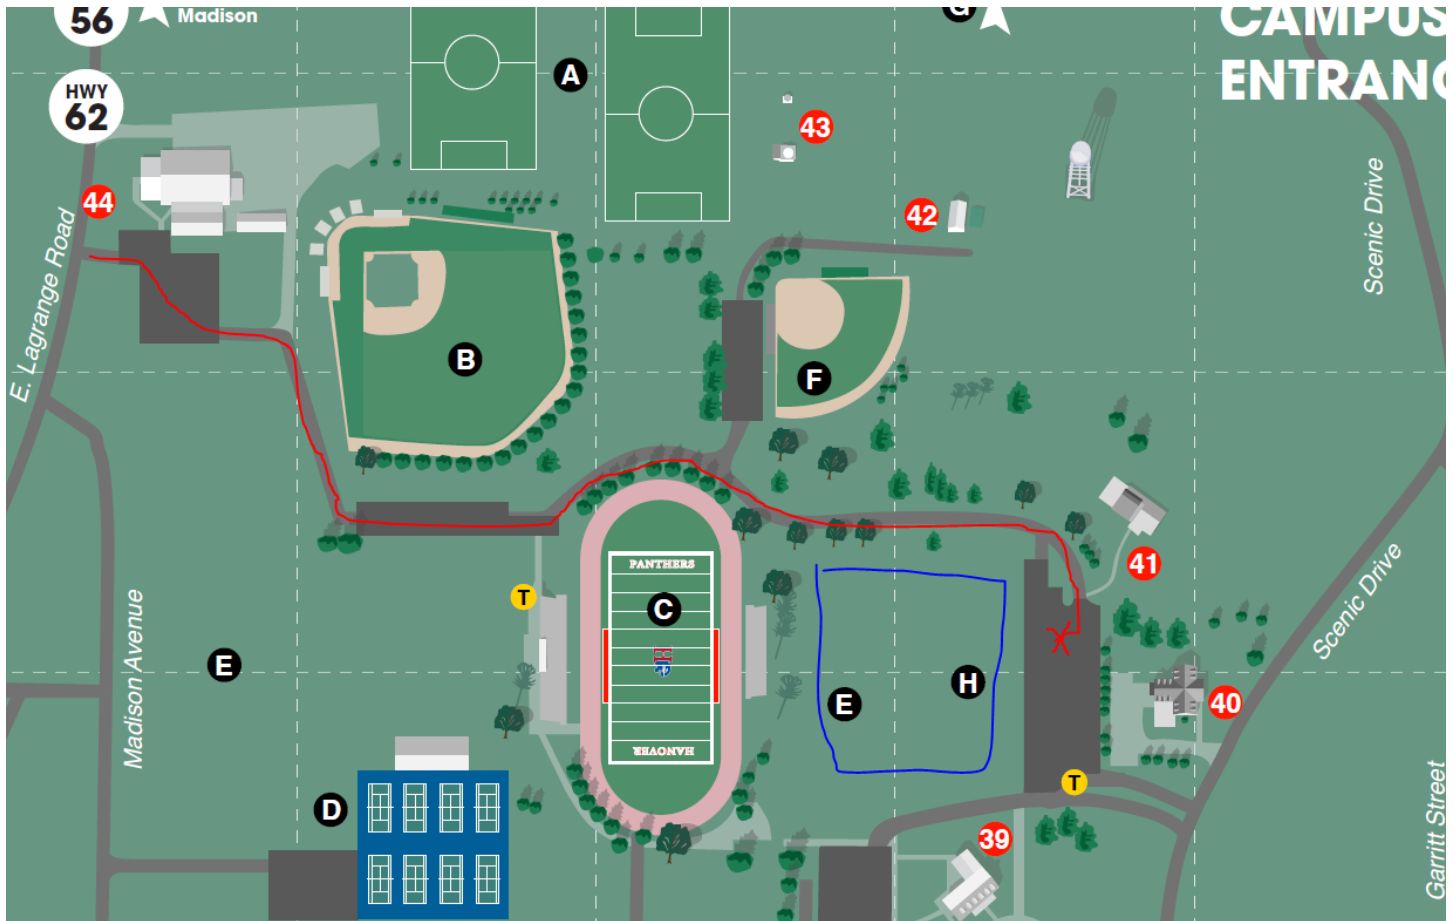 56
Madison
HWY
62
A
G
CAMPUS
ENTRANC
43
44
42
E. Lagrange Road
Scenic Drive
B
F
41
PANTHERS
T
C
H
E
Madison Avenue
E
H
40
Scenic Drive
HANOVER
T
D
39
Garritt Street